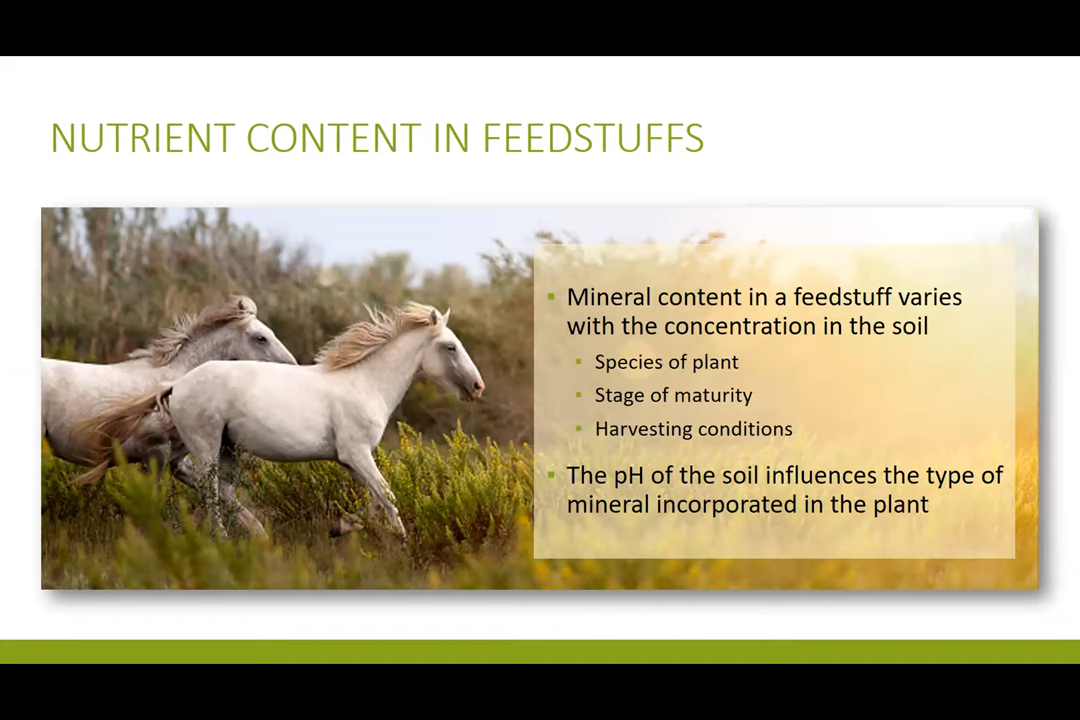 NUTRIENT CONTENT IN FEEDSTUFFS
▪ Mineral content in a feedstuff varies
with the concentration in the soil
▪ Species of plant
▪ Stage of maturity
▪ Harvesting conditions
▪ The pH of the soil influences the type of
mineral incorporated in the plant